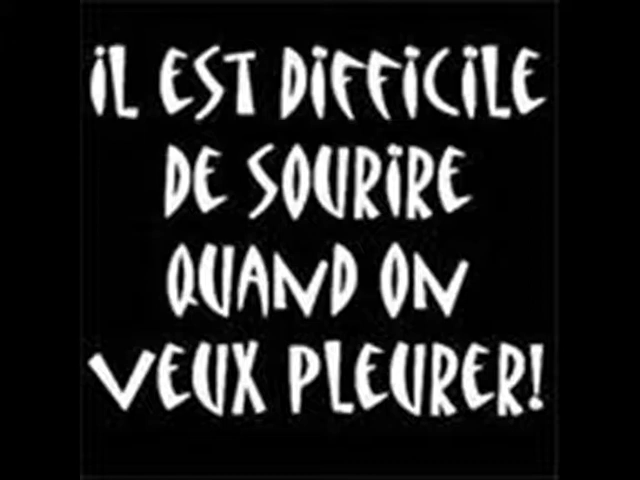 IL EST DIFFICILE
DE SOURIRE
QUAND ON
VEUX PLEURER!